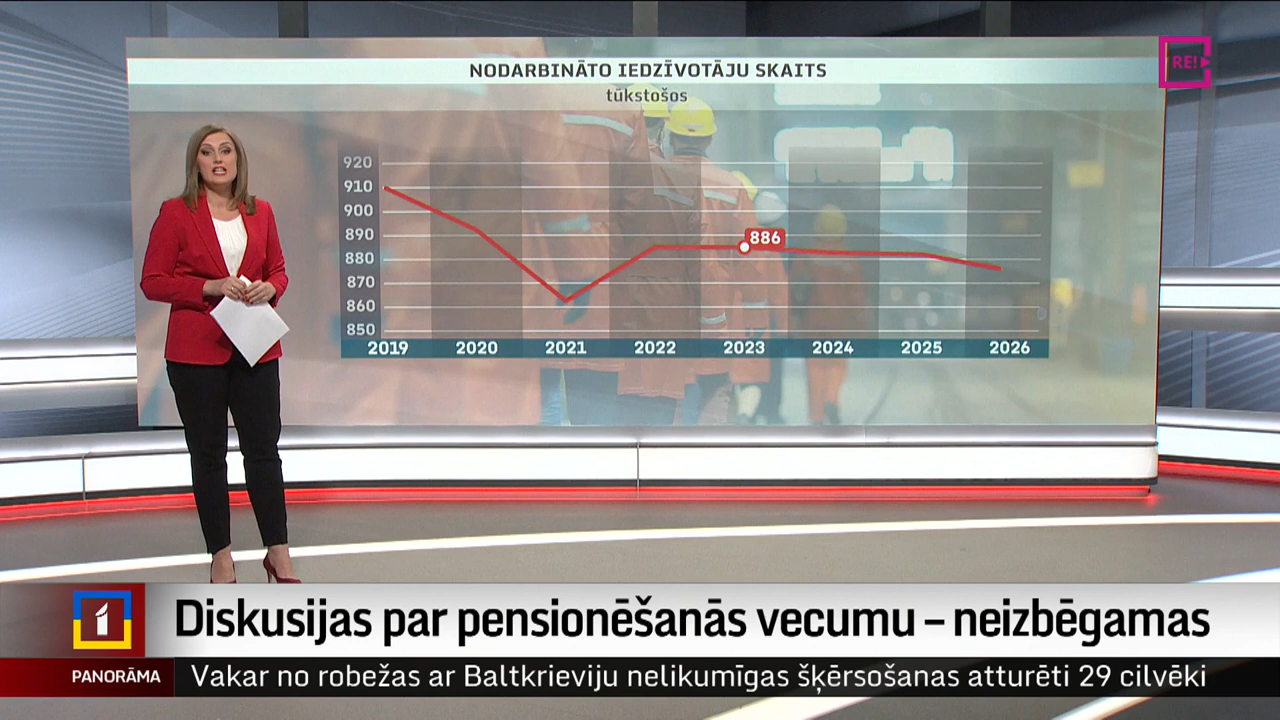 NODARBINĀTO IEDZĪVOTĀJU SKAITS
tūkstošos
RE!
920
910
900
890
880
870
860
850
886
2019 2020 2021 2022 2023 2024 2025 2026
1
Diskusijas par pensionēšanās vecumu – neizbēgamas
PANORĀMA
Vakar no robežas ar Baltkrieviju nelikumīgas šķērsošanas atturēti 29 cilvēki